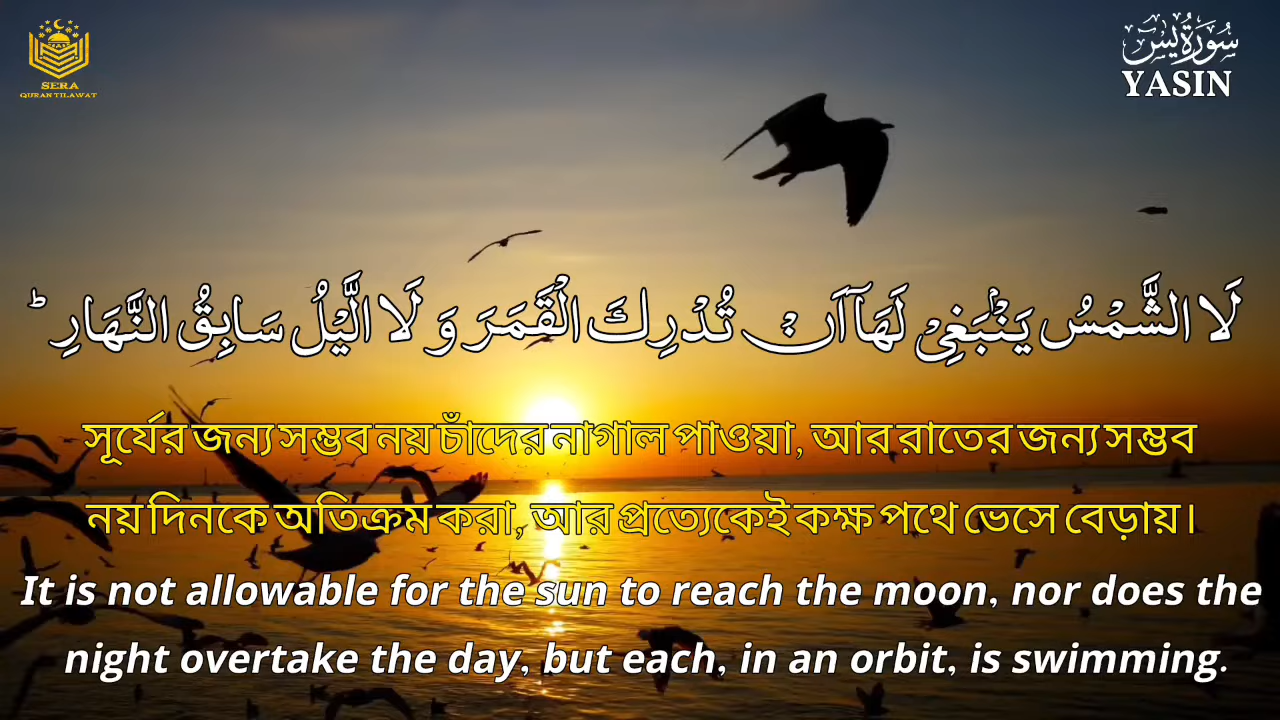 SERA
QURAN TILAWAT
سُورَةُ يٰسٓ
YASIN
لَا الشَّمْسُ يَنْۢبَغِیْ لَهَاۤ اَنْ تُدْرِكَ الْقَمَرَ وَ لَا الَّیْلُ سَابِقُ النَّهَارِ ؕ
সূর্যের জন্য সম্ভব নয় চাঁদের নাগাল পাওয়া, আর রাতের জন্য সম্ভব
নয় দিনকে অতিক্রম করা, আর প্রত্যেকেই কক্ষ পথে ভেসে বেড়ায়।
It is not allowable for the sun to reach the moon, nor does the
night overtake the day, but each, in an orbit, is swimming.